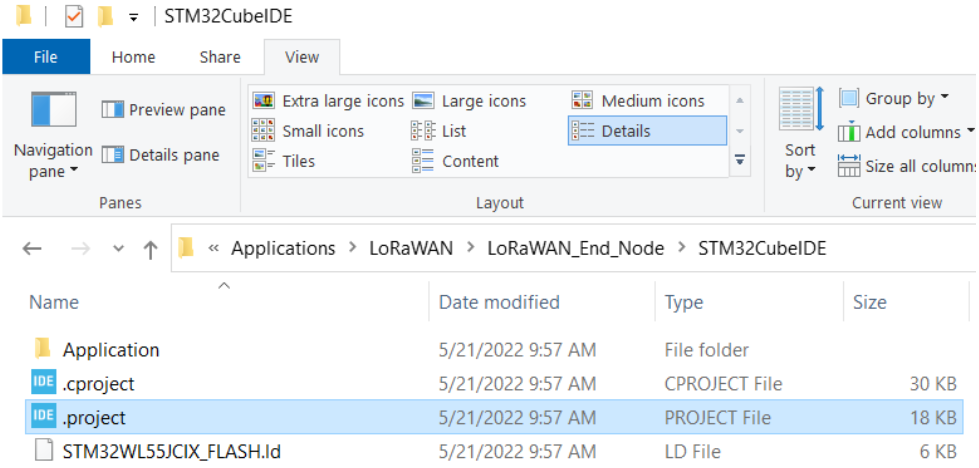 STM32CubeIDE
File Home Share View
Navigation pane
Preview pane
Details pane
Panes
Extra large icons Large icons Medium icons
Small icons List Details
Tiles Content
Layout
Sort by
Group by
Add columns
Size all columns
Current view
« Applications > LoRaWAN > LoRaWAN_End_Node > STM32CubeIDE
Name Date modified Type Size
Application 5/21/2022 9:57 AM File folder
IDE .cproject 5/21/2022 9:57 AM CPROJECT File 30 KB
IDE .project 5/21/2022 9:57 AM PROJECT File 18 KB
STM32WL55JCIX_FLASH.ld 5/21/2022 9:57 AM LD File 6 KB